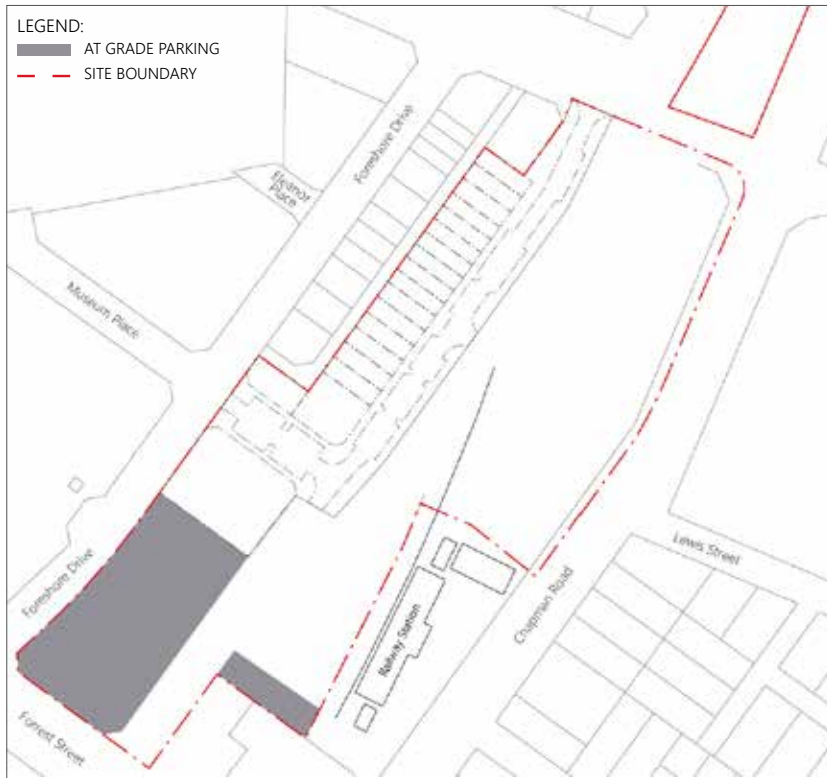 LEGEND:
AT GRADE PARKING
SITE BOUNDARY
Foreshore Drive
Eleanor
Place
Museum Place
Foreshore Drive
Forrest Street
Railway Station
Chapman Road
Lewis Street